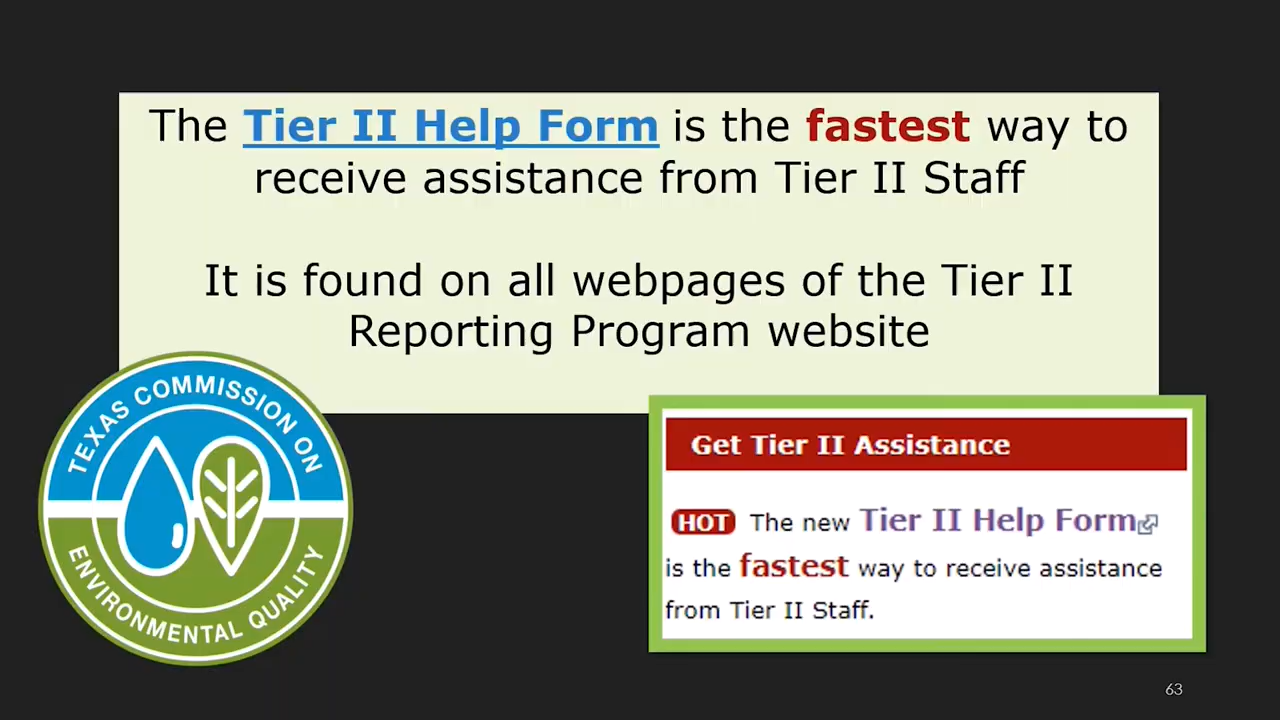 The Tier II Help Form is the fastest way to
receive assistance from Tier II Staff
It is found on all webpages of the Tier II
Reporting Program website
TEXAS COMMISSION ON
ENVIRONMENTAL QUALITY
Get Tier II Assistance
HOT The new Tier II Help Form
is the fastest way to receive assistance
from Tier II Staff.
63